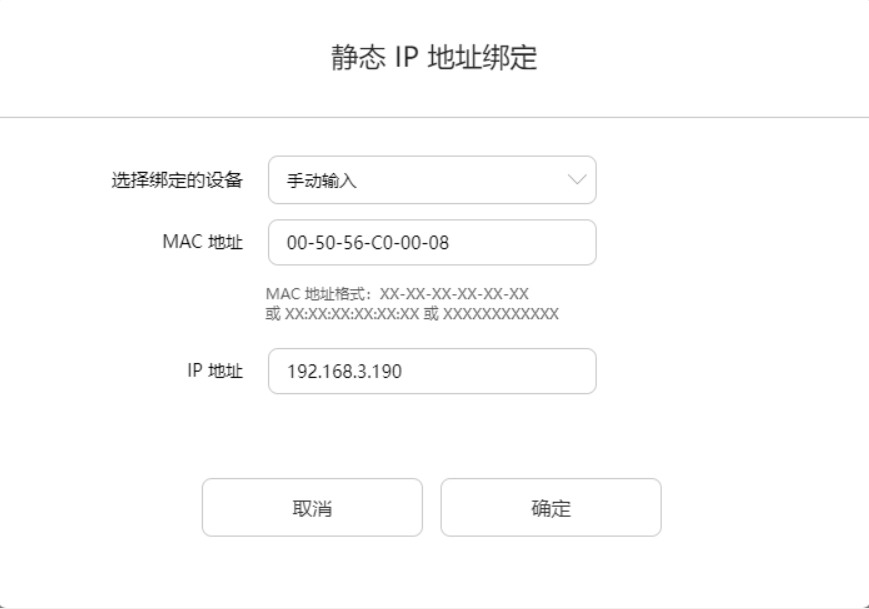 静态 IP 地址绑定
选择绑定的设备 手动输入
MAC 地址 00-50-56-C0-00-08
MAC 地址格式：XX-XX-XX-XX-XX-XX
或 XX:XX:XX:XX:XX:XX 或 XXXXXXXXXXXX
IP 地址 192.168.3.190
取消 确定